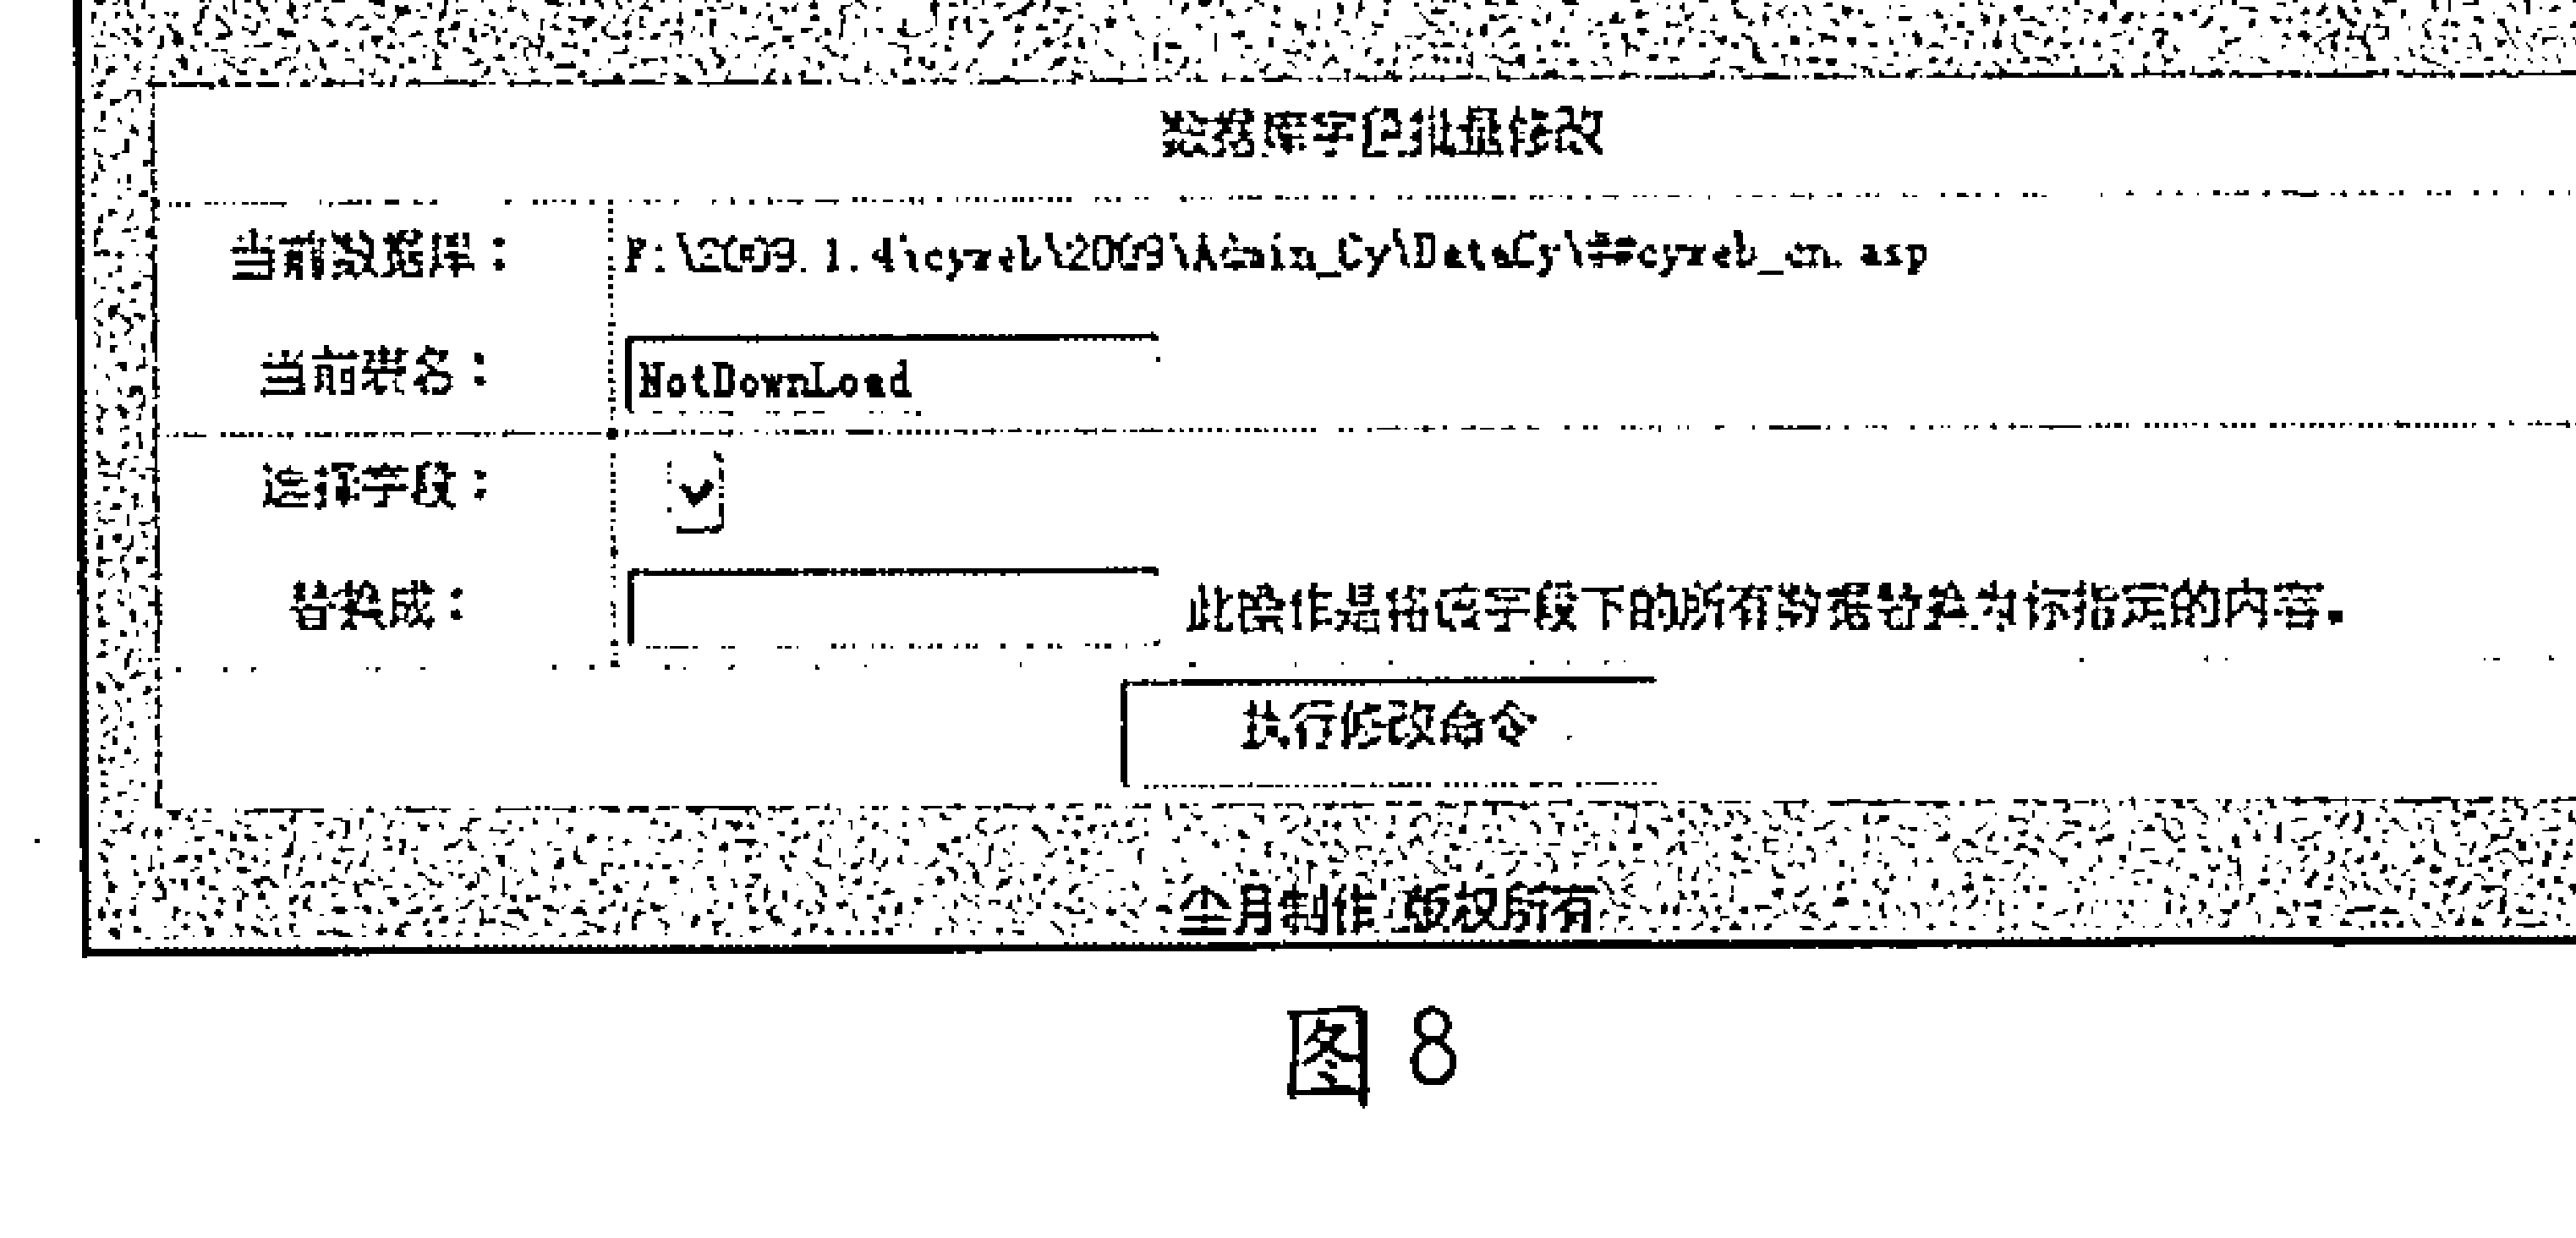 数据库字段批量修改
当前数据库： F:\2009.1.4\cyweb\2009\Admin_Cy\DataCy\##cyweb_cn.asp
当前表名： NotDownLoad
选择字段：
替换成： 此操作是将该字段下的所有数据替换为你指定的内容.
执行修改命令
尘月制作 版权所有
图 8